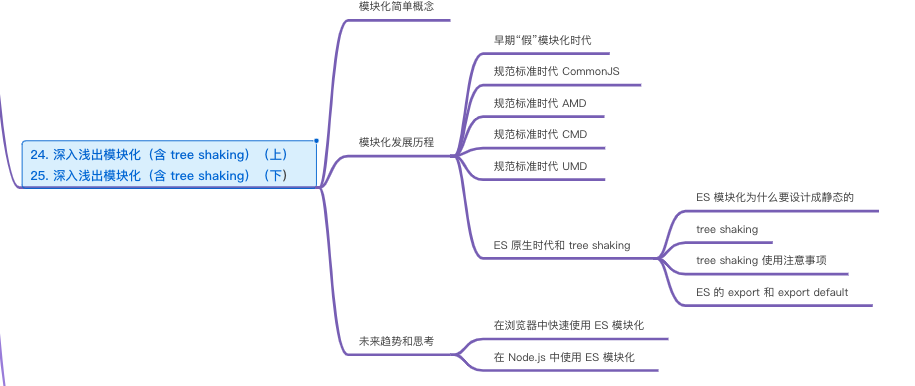 24. 深入浅出模块化（含 tree shaking）（上）
25. 深入浅出模块化（含 tree shaking）（下）
模块化简单概念
模块化发展历程
早期“假”模块化时代
规范标准时代 CommonJS
规范标准时代 AMD
规范标准时代 CMD
规范标准时代 UMD
ES 原生时代和 tree shaking
ES 模块化为什么要设计成静态的
tree shaking
tree shaking 使用注意事项
ES 的 export 和 export default
未来趋势和思考
在浏览器中快速使用 ES 模块化
在 Node.js 中使用 ES 模块化